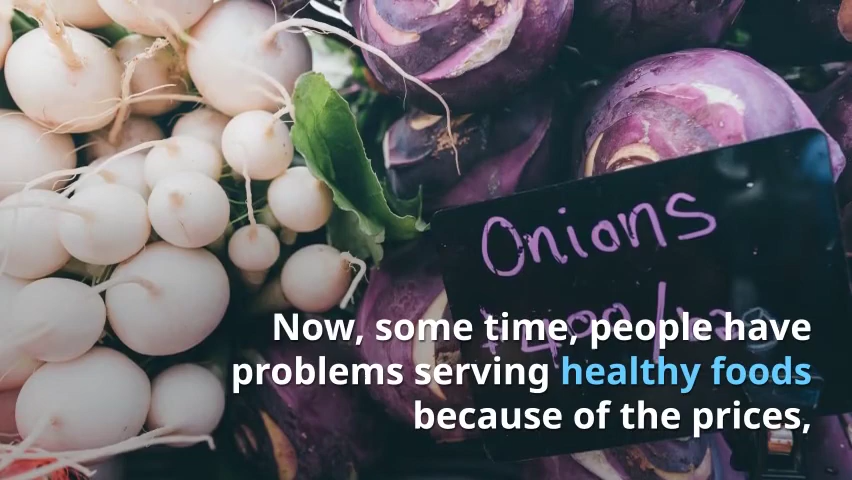 Onions
Now, some time, people have
problems serving healthy foods
because of the prices,